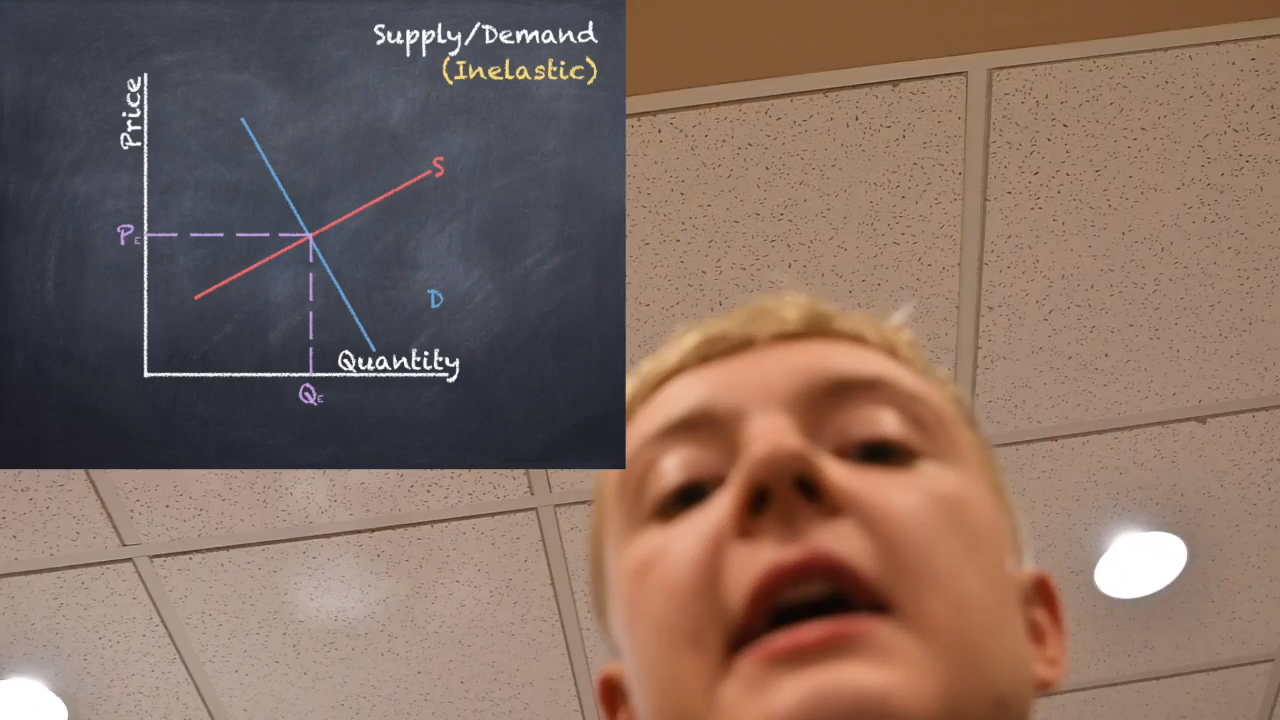 Supply/Demand
(Inelastic)
Price
S
PE
D
Quantity
QE